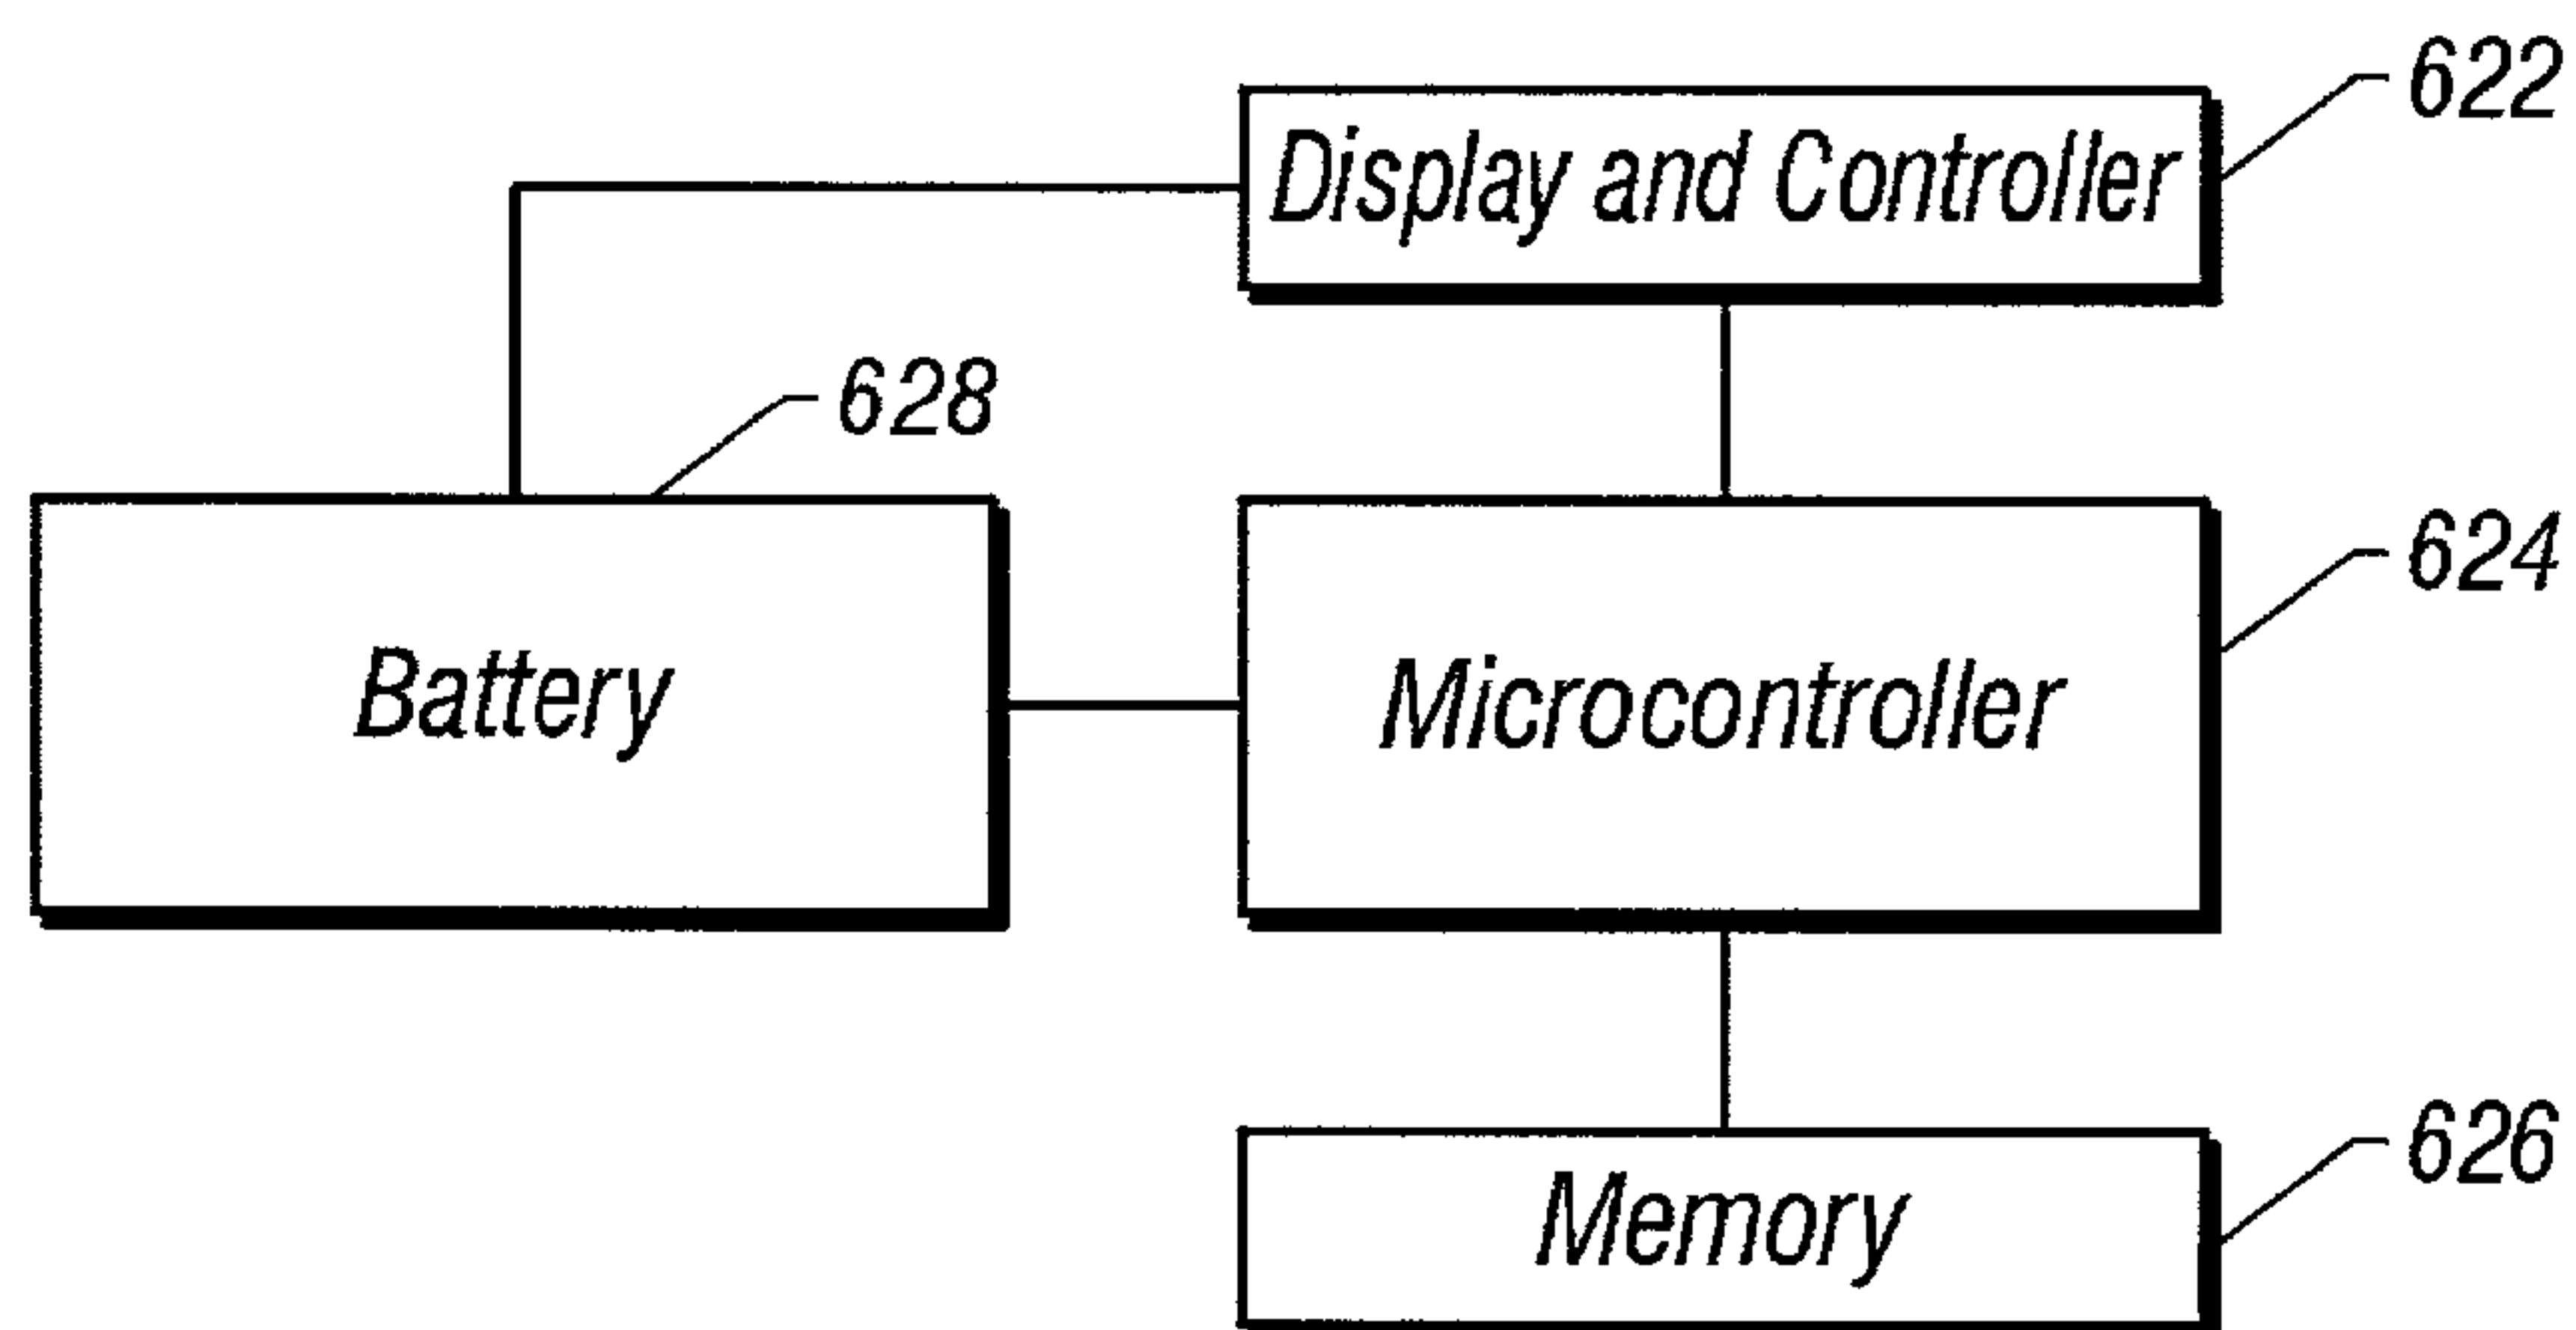 622
Display and Controller
628
624
Battery
Microcontroller
626
Memory